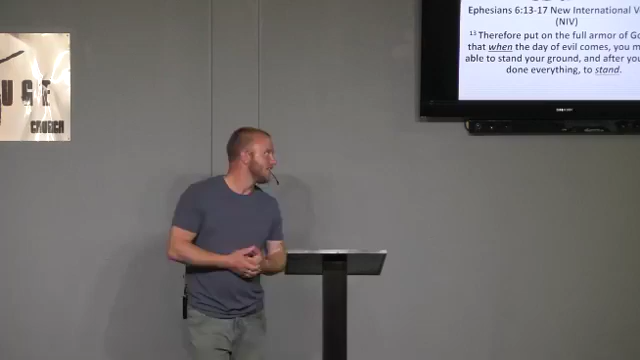 UGE
CHURCH
Ephesians 6:13-17 New International V
(NIV)
13 Therefore put on the full armor of Go
that when the day of evil comes, you m
able to stand your ground, and after you
done everything, to stand.